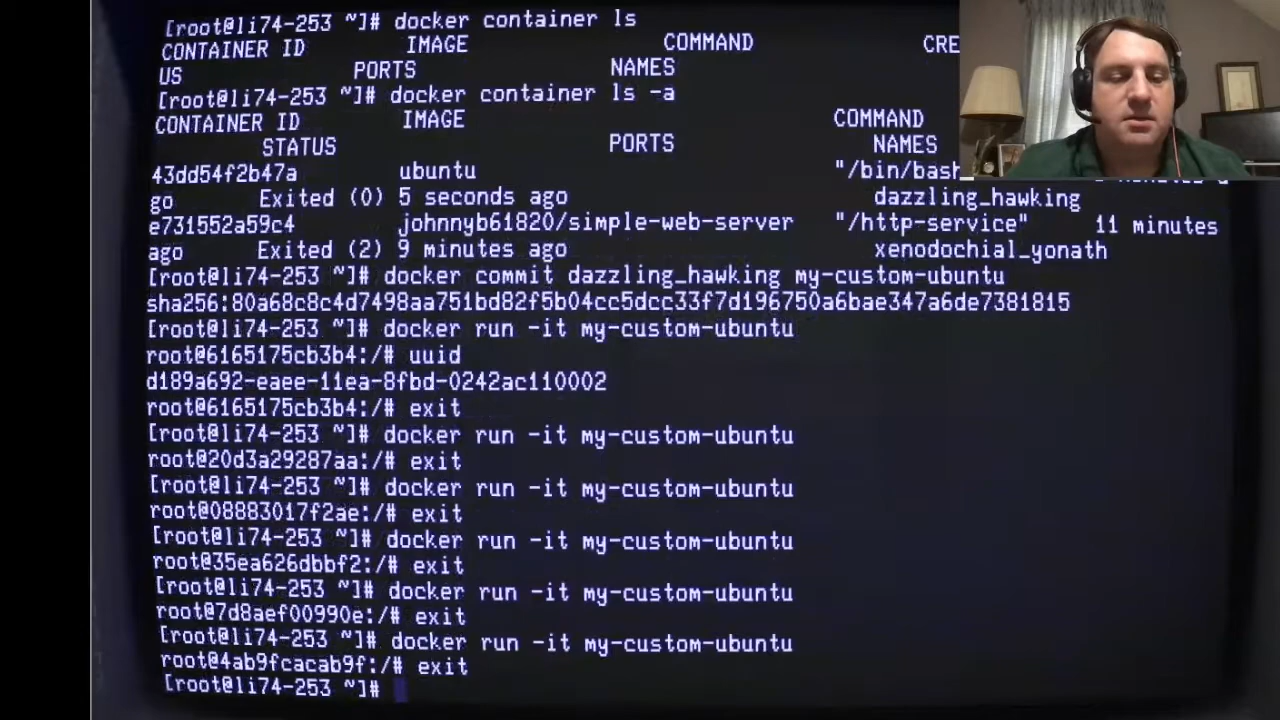 [root@li74-253 ~]# docker container ls
CONTAINER ID IMAGE COMMAND CRE
US PORTS NAMES
[root@li74-253 ~]# docker container ls -a
CONTAINER ID IMAGE COMMAND
STATUS PORTS NAMES
43dd54f2b47a ubuntu "/bin/bash
go Exited (0) 5 seconds ago dazzling_hawking
e731552a59c4 johnnyb61820/simple-web-server "/http-service" 11 minutes
ago Exited (2) 9 minutes ago xenodochial_yonath
[root@li74-253 ~]# docker commit dazzling_hawking my-custom-ubuntu
sha256:80a68c8c4d7498aa751bd82f5b04cc5dcc33f7d196750a6bae347a6de7381815
[root@li74-253 ~]# docker run -it my-custom-ubuntu
root@6165175cb3b4:/# uuid
d189a692-eaee-11ea-8fbd-0242ac110002
root@6165175cb3b4:/# exit
[root@li74-253 ~]# docker run -it my-custom-ubuntu
root@20d3a29287aa:/# exit
[root@li74-253 ~]# docker run -it my-custom-ubuntu
root@08883017f2ae:/# exit
[root@li74-253 ~]# docker run -it my-custom-ubuntu
root@35ea626dbbf2:/# exit
[root@li74-253 ~]# docker run -it my-custom-ubuntu
root@7d8aef00990e:/# exit
[root@li74-253 ~]# docker run -it my-custom-ubuntu
root@4ab9fcacab9f:/# exit
[root@li74-253 ~]#